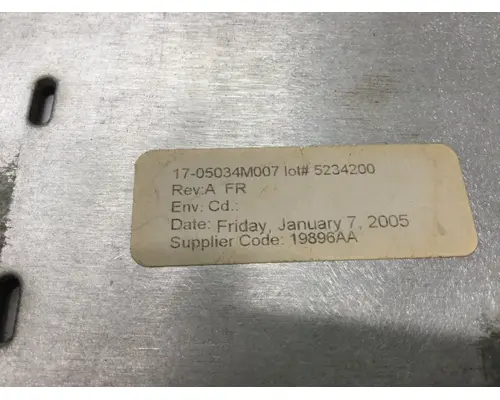 17-05034M007 lot# 5234200
Rev:A FR
Env: Cd.:
Date: Friday, January 7, 2005
Supplier Code: 19896AA